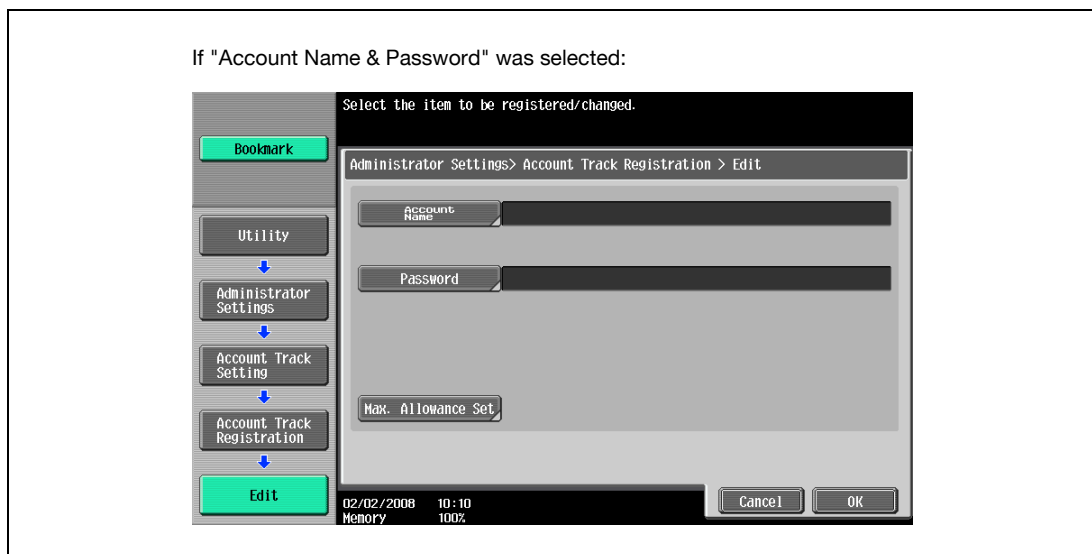 If "Account Name & Password" was selected:
Select the item to be registered/changed.
Bookmark
Administrator Settings> Account Track Registration > Edit
Account
Name
Utility
Password
Administrator
Settings
Account Track
Setting
Max. Allowance Set
Account Track
Registration
Edit
02/02/2008 10:10
Memory 100%
Cancel
OK